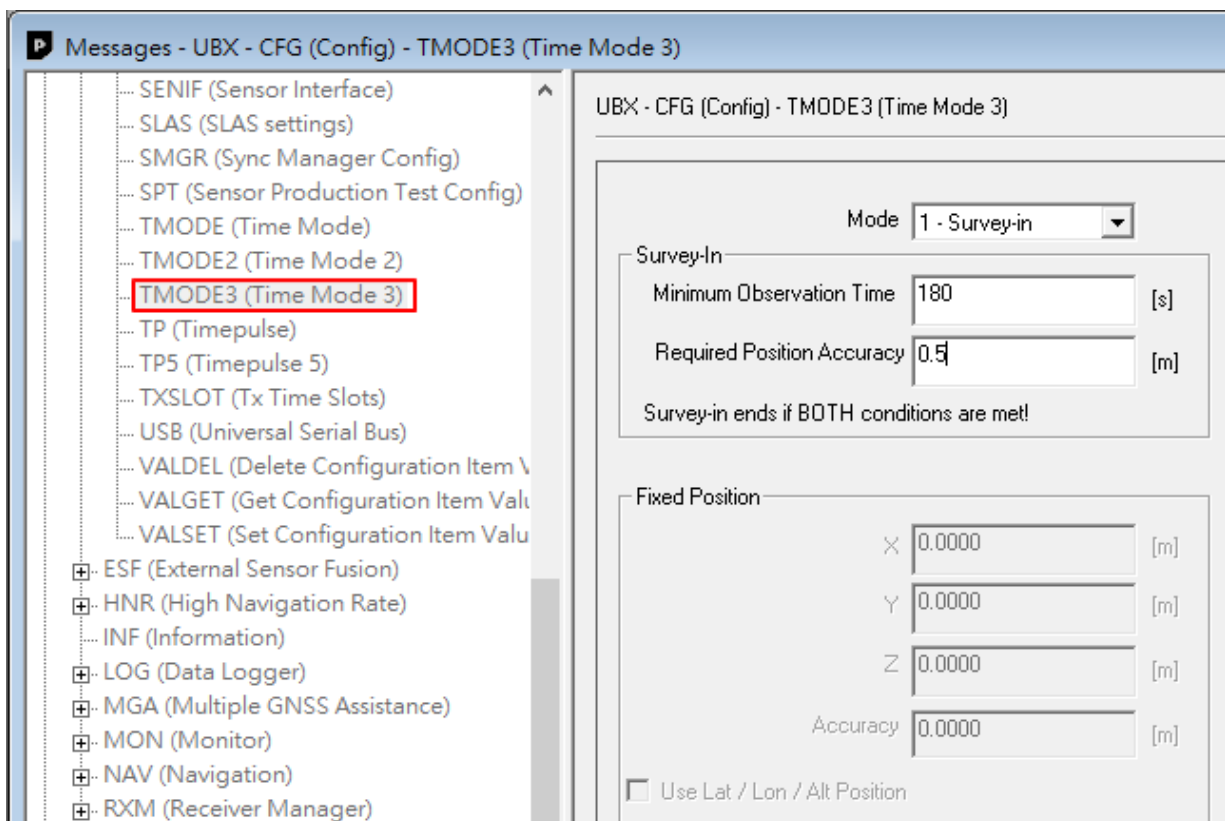 Messages - UBX - CFG (Config) - TMODE3 (Time Mode 3)
SENIF (Sensor Interface)
SLAS (SLAS settings)
SMGR (Sync Manager Config)
SPT (Sensor Production Test Config)
TMODE (Time Mode)
TMODE2 (Time Mode 2)
TMODE3 (Time Mode 3)
TP (Timepulse)
TP5 (Timepulse 5)
TXSLOT (Tx Time Slots)
USB (Universal Serial Bus)
VALDEL (Delete Configuration Item V
VALGET (Get Configuration Item Valu
VALSET (Set Configuration Item Valu
ESF (External Sensor Fusion)
HNR (High Navigation Rate)
INF (Information)
LOG (Data Logger)
MGA (Multiple GNSS Assistance)
MON (Monitor)
NAV (Navigation)
RXM (Receiver Manager)
UBX - CFG (Config) - TMODE3 (Time Mode 3)
Mode 1 - Survey-in
Survey-In
Minimum Observation Time 180 [s]
Required Position Accuracy 0.5 [m]
Survey-in ends if BOTH conditions are met!
Fixed Position
X 0.0000 [m]
Y 0.0000 [m]
Z 0.0000 [m]
Accuracy 0.0000 [m]
Use Lat / Lon / Alt Position